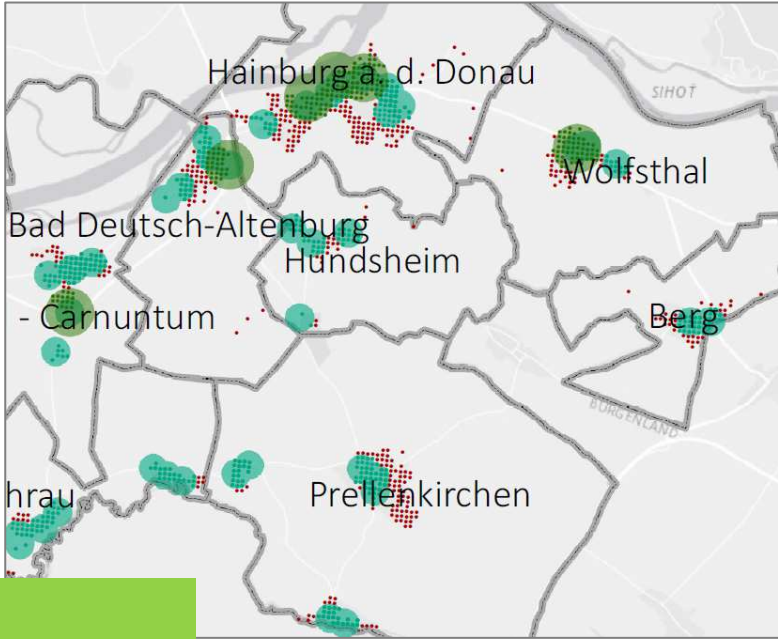 Hainburg a. d. Donau
SIHOT
Wolfsthal
Bad Deutsch-Altenburg
Hundsheim
- Carnuntum
Berg
BURGENLAND
hrau
Prellenkirchen